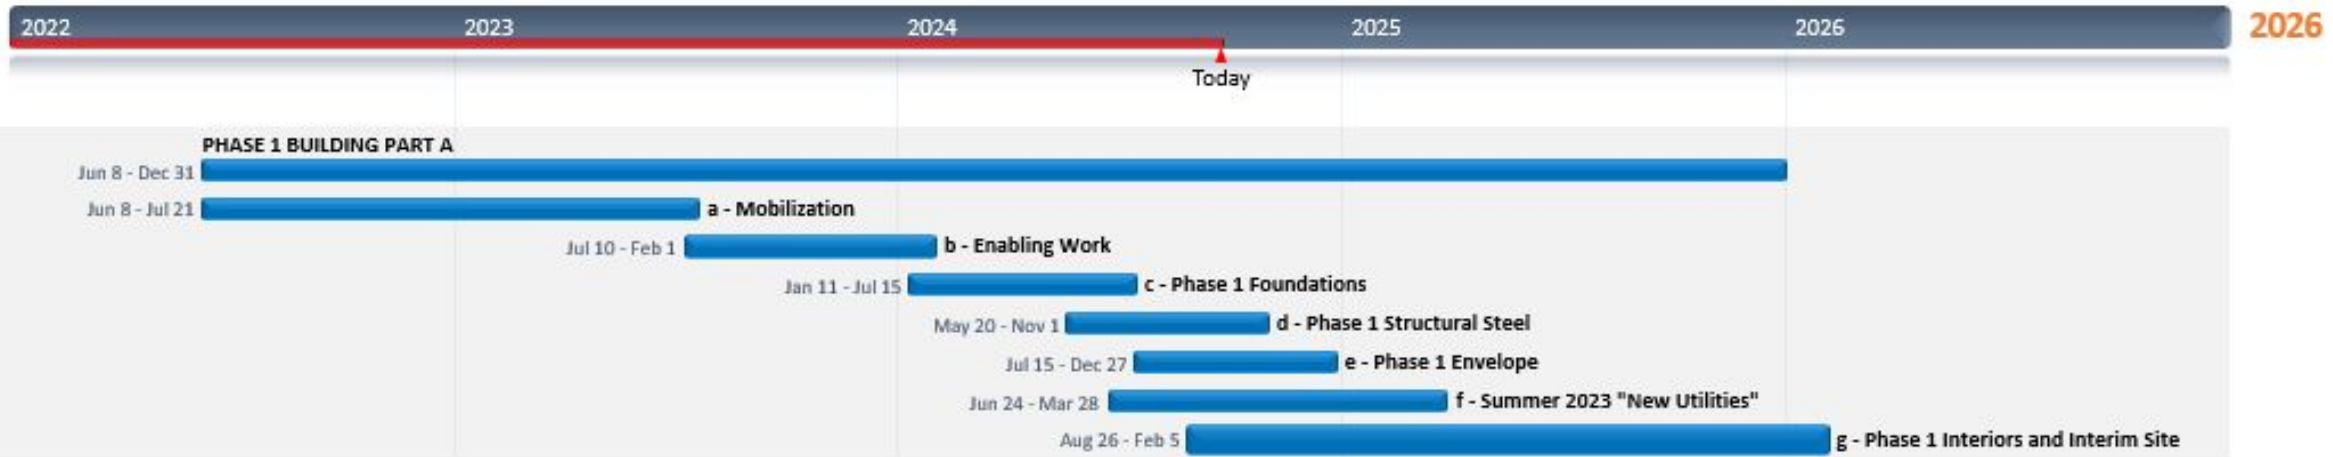 2022 2023 2024 2025 2026 2026
Today
PHASE 1 BUILDING PART A
Jun 8 - Dec 31
Jun 8 - Jul 21 a - Mobilization
Jul 10 - Feb 1 b - Enabling Work
Jan 11 - Jul 15 c - Phase 1 Foundations
May 20 - Nov 1 d - Phase 1 Structural Steel
Jul 15 - Dec 27 e - Phase 1 Envelope
Jun 24 - Mar 28 f - Summer 2023 "New Utilities"
Aug 26 - Feb 5 g - Phase 1 Interiors and Interim Site